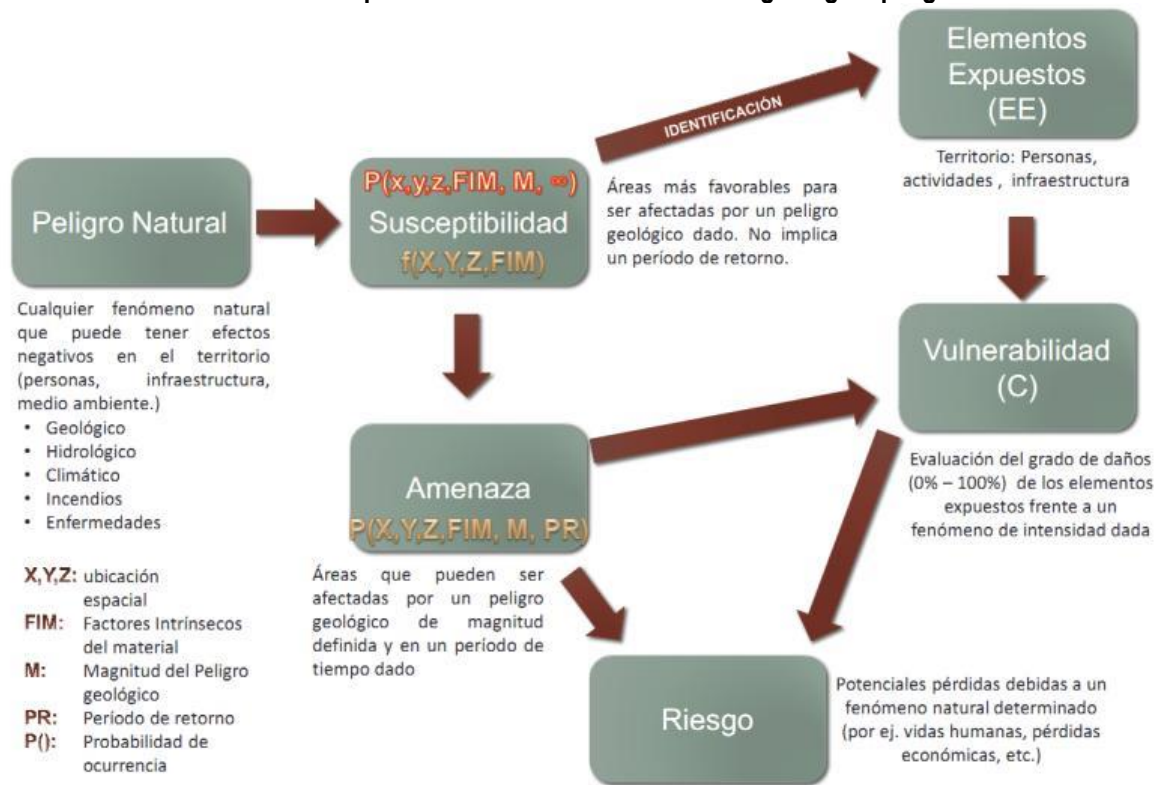 Elementos
Expuestos
(EE)
IDENTIFICACIÓN
Territorio: Personas,
actividades , infraestructura
Peligro Natural
P(x,y,z,FIM, M, ∞)
Susceptibilidad
f(X,Y,Z,FIM)
Áreas más favorables para
ser afectadas por un peligro
geológico dado. No implica
un período de retorno.
Cualquier fenómeno natural
que puede tener efectos
negativos en el territorio
(personas, infraestructura,
medio ambiente.)
• Geológico
• Hidrológico
• Climático
• Incendios
• Enfermedades
Vulnerabilidad
(C)
Evaluación del grado de daños
(0% – 100%) de los elementos
expuestos frente a un
fenómeno de intensidad dada
Amenaza
P(X,Y,Z,FIM, M, PR)
Áreas que pueden ser
afectadas por un peligro
geológico de magnitud
definida y en un período de
tiempo dado
X,Y,Z: ubicación
espacial
FIM: Factores Intrínsecos
del material
M: Magnitud del Peligro
geológico
PR: Período de retorno
P(): Probabilidad de
ocurrencia
Riesgo
Potenciales pérdidas debidas a un
fenómeno natural determinado
(por ej. vidas humanas, pérdidas
económicas, etc.)